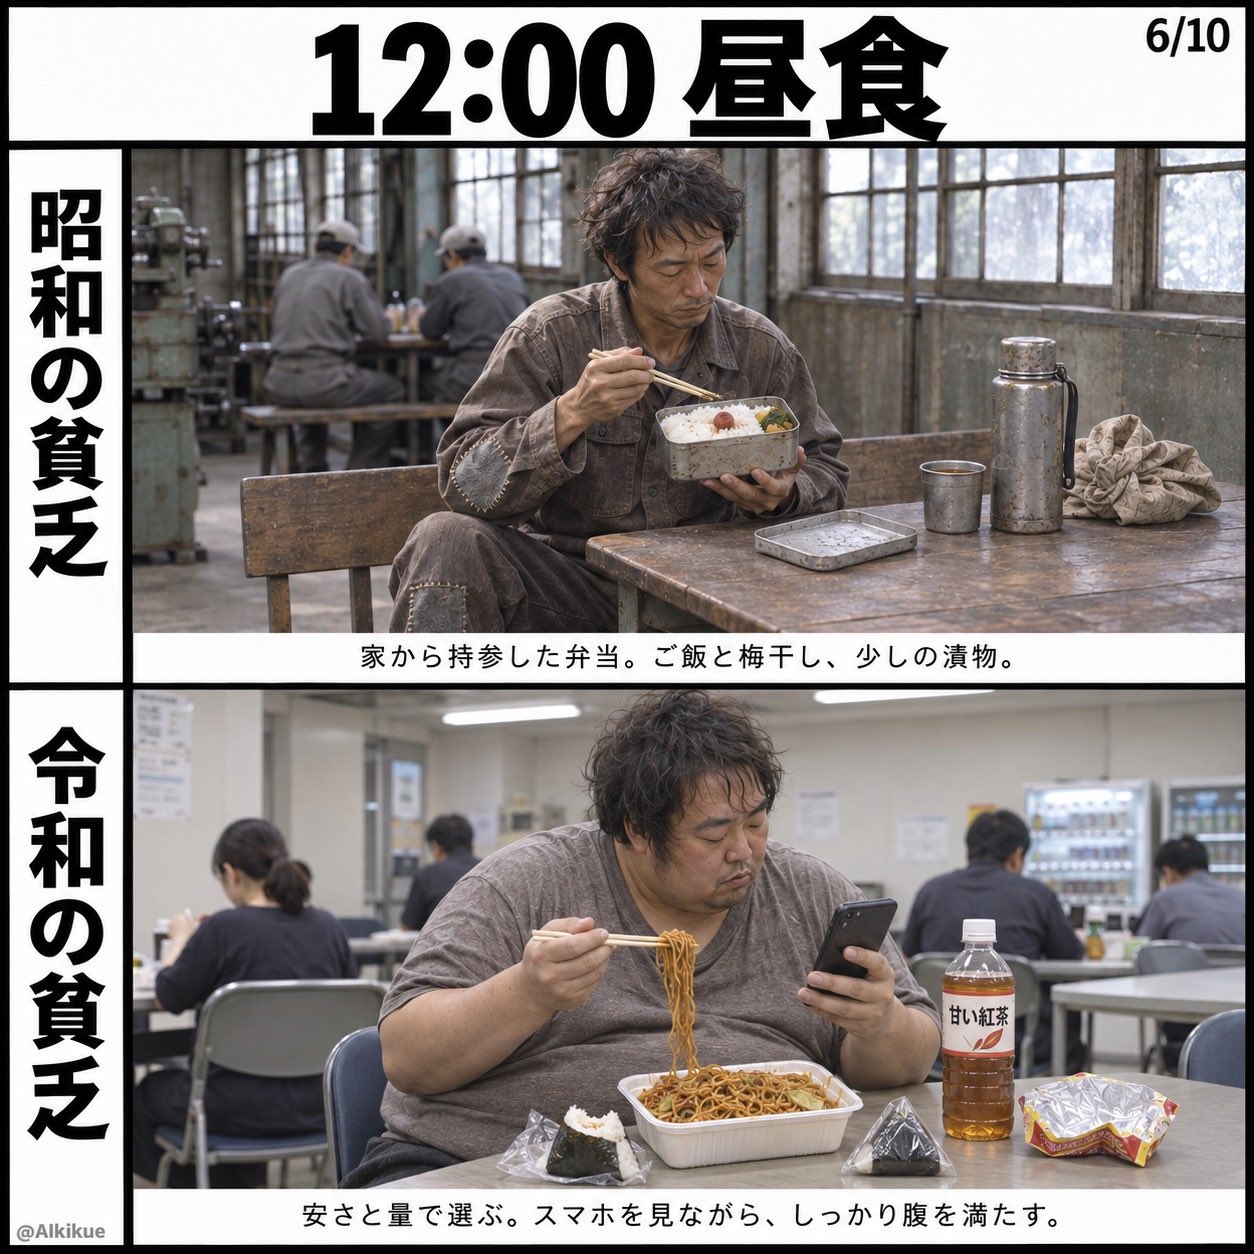 12:00 昼食
6/10
昭和の貧乏
家から持参した弁当。ご飯と梅干し、少しの漬物。
令和の貧乏
甘い紅茶
安さと量で選ぶ。スマホを見ながら、しっかり腹を満たす。
@AIkikue